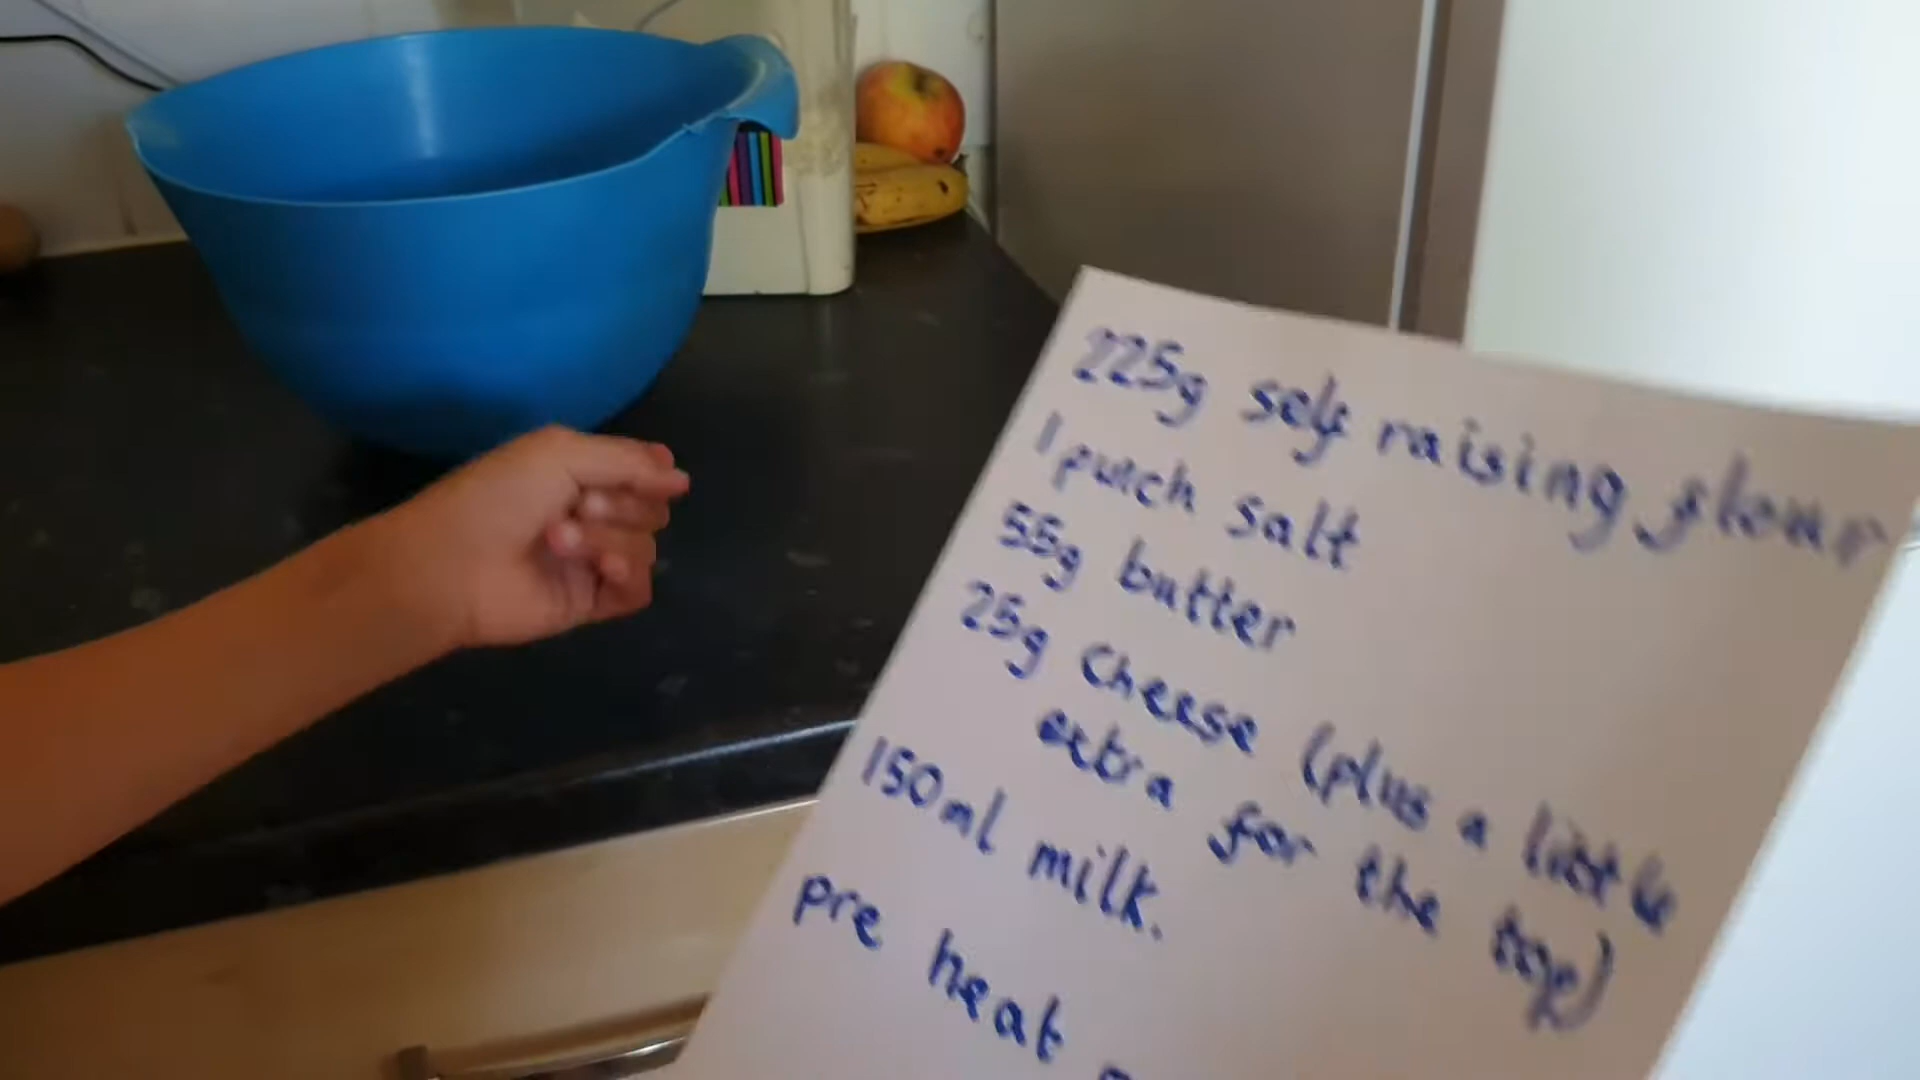 225g self raising flour
1 pinch salt
55g butter
25g Cheese (plus a little
extra for the top)
150ml milk.
pre heat